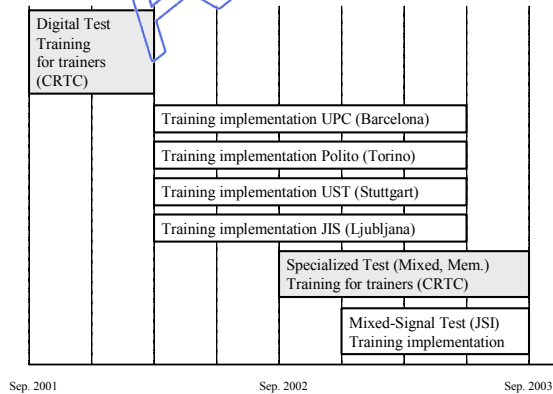 Digital Test
Training
for trainers
(CRTC)
Training implementation UPC (Barcelona)
Training implementation Polito (Torino)
Training implementation UST (Stuttgart)
Training implementation JIS (Ljubljana)
Specialized Test (Mixed, Mem.)
Training for trainers (CRTC)
Mixed-Signal Test (JSI)
Training implementation
Sep. 2001
Sep. 2002
Sep. 2003